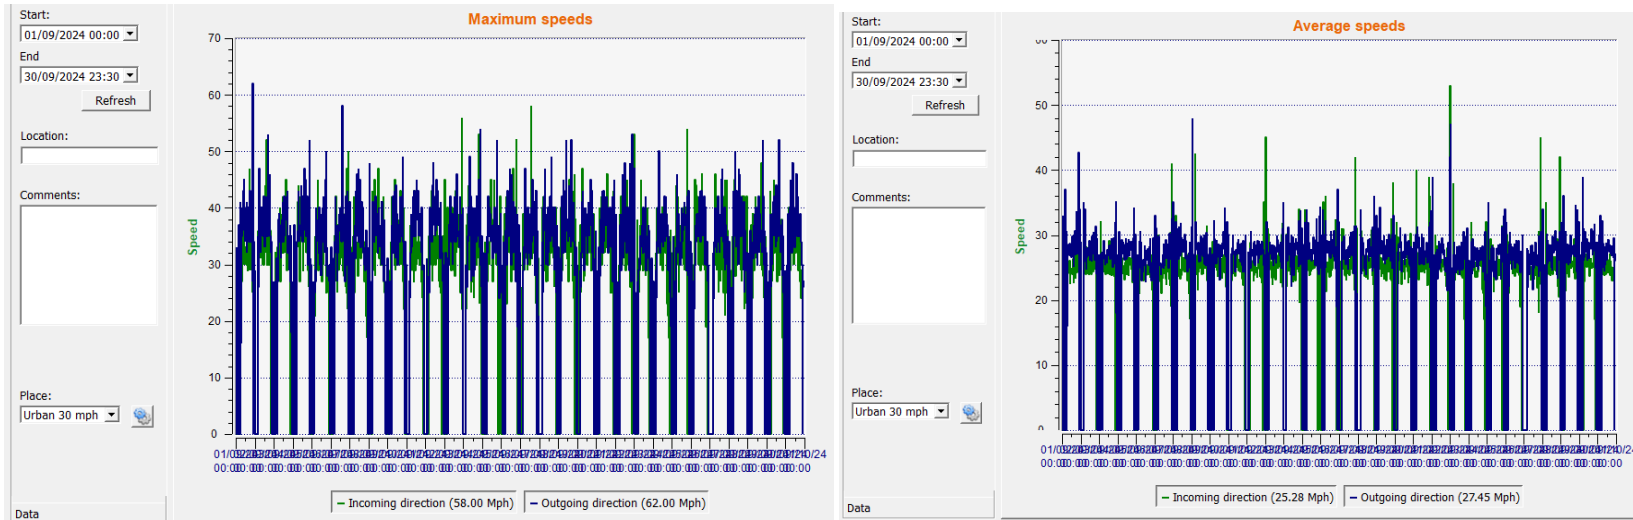 Start:
01/09/2024 00:00
End
30/09/2024 23:30
Refresh
Location:
Comments:
Place:
Urban 30 mph
Data
Maximum speeds
Speed
70
60
50
40
30
20
10
0
Incoming direction (58.00 Mph)
Outgoing direction (62.00 Mph)
Start:
01/09/2024 00:00
End
30/09/2024 23:30
Refresh
Location:
Comments:
Place:
Urban 30 mph
Data
Average speeds
Speed
50
40
30
20
10
Incoming direction (25.28 Mph)
Outgoing direction (27.45 Mph)